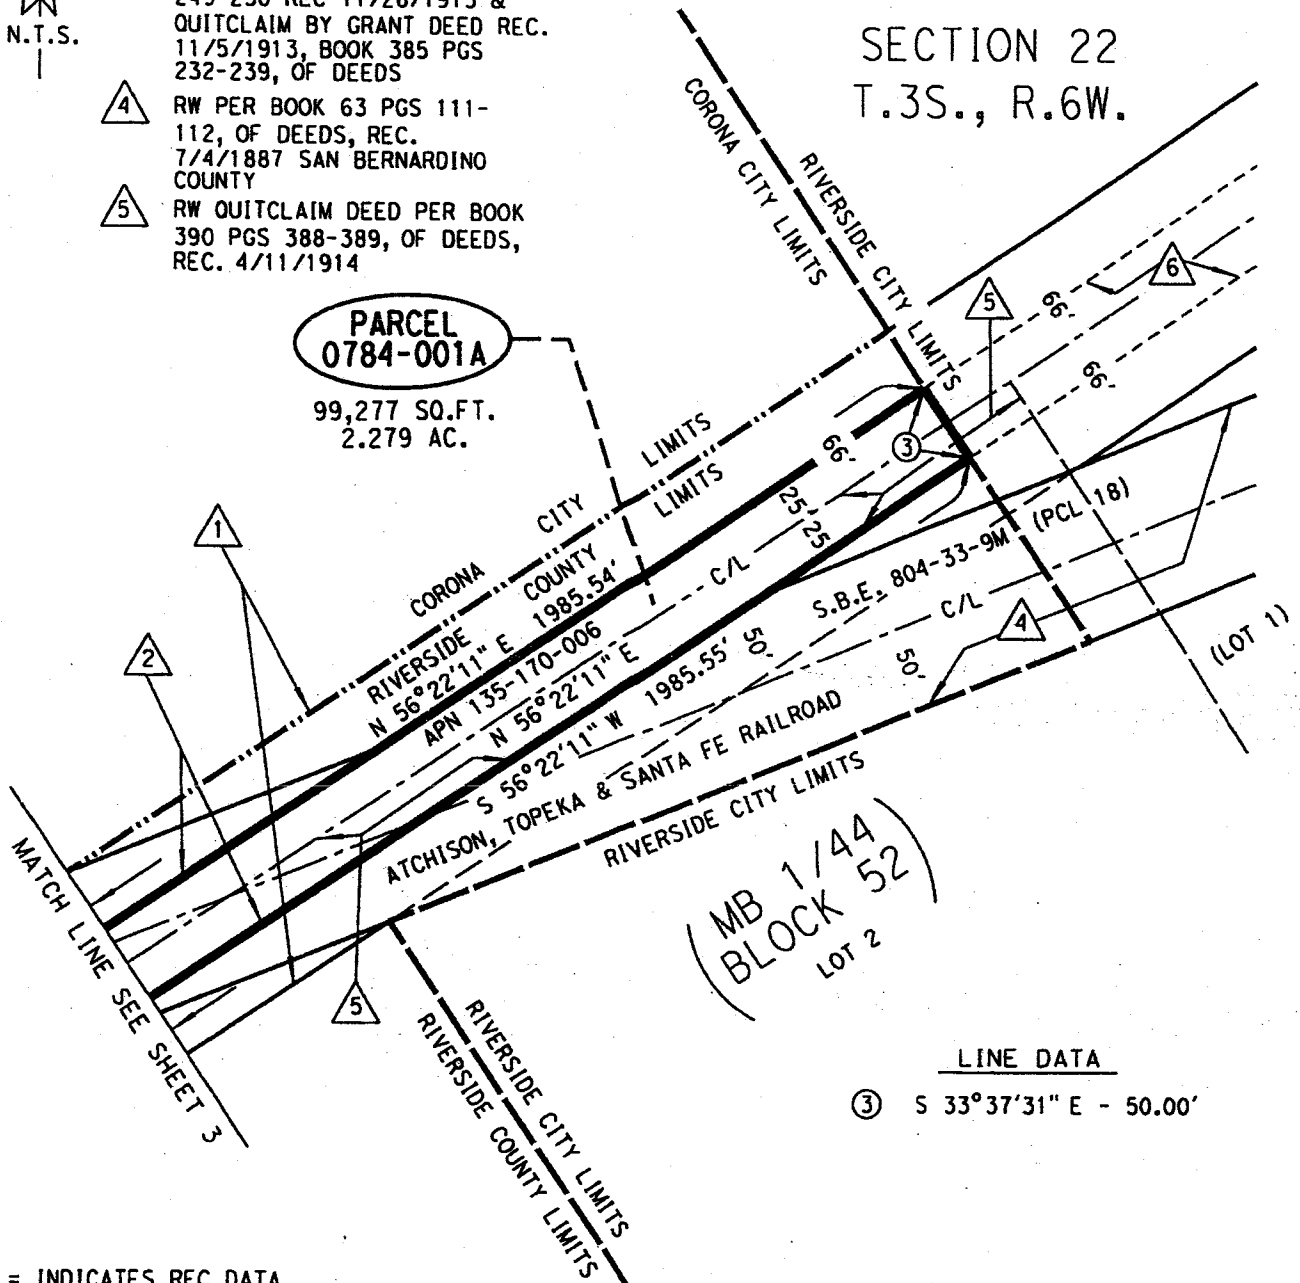 N.T.S.
249-250 REC 11/26/1913 &
QUITCLAIM BY GRANT DEED REC.
11/5/1913, BOOK 385 PGS
232-239, OF DEEDS
4 RW PER BOOK 63 PGS 111-
112, OF DEEDS, REC.
7/4/1887 SAN BERNARDINO
COUNTY
5 RW QUITCLAIM DEED PER BOOK
390 PGS 388-389, OF DEEDS,
REC. 4/11/1914
SECTION 22
T.3S., R.6W.
CORONA CITY LIMITS
RIVERSIDE CITY LIMITS
PARCEL
0784-001A
99,277 SQ.FT.
2.279 AC.
5
6
66'
66'
3
66'
25'
25'
1
2
CORONA CITY LIMITS
RIVERSIDE COUNTY LIMITS
N 56°22'11" E 1985.54'
APN 135-170-006
C/L
N 56°22'11" E
S 56°22'11" W 1985.55'
50'
S.B.E. 804-33-9M (PCL 18)
C/L
4
50'
(LOT 1)
ATCHISON, TOPEKA & SANTA FE RAILROAD
RIVERSIDE CITY LIMITS
MATCH LINE SEE SHEET 3
5
(MB 1/44
BLOCK 52)
LOT 2
RIVERSIDE CITY LIMITS
RIVERSIDE COUNTY LIMITS
LINE DATA
3 S 33°37'31" E - 50.00'
= INDICATES REC DATA